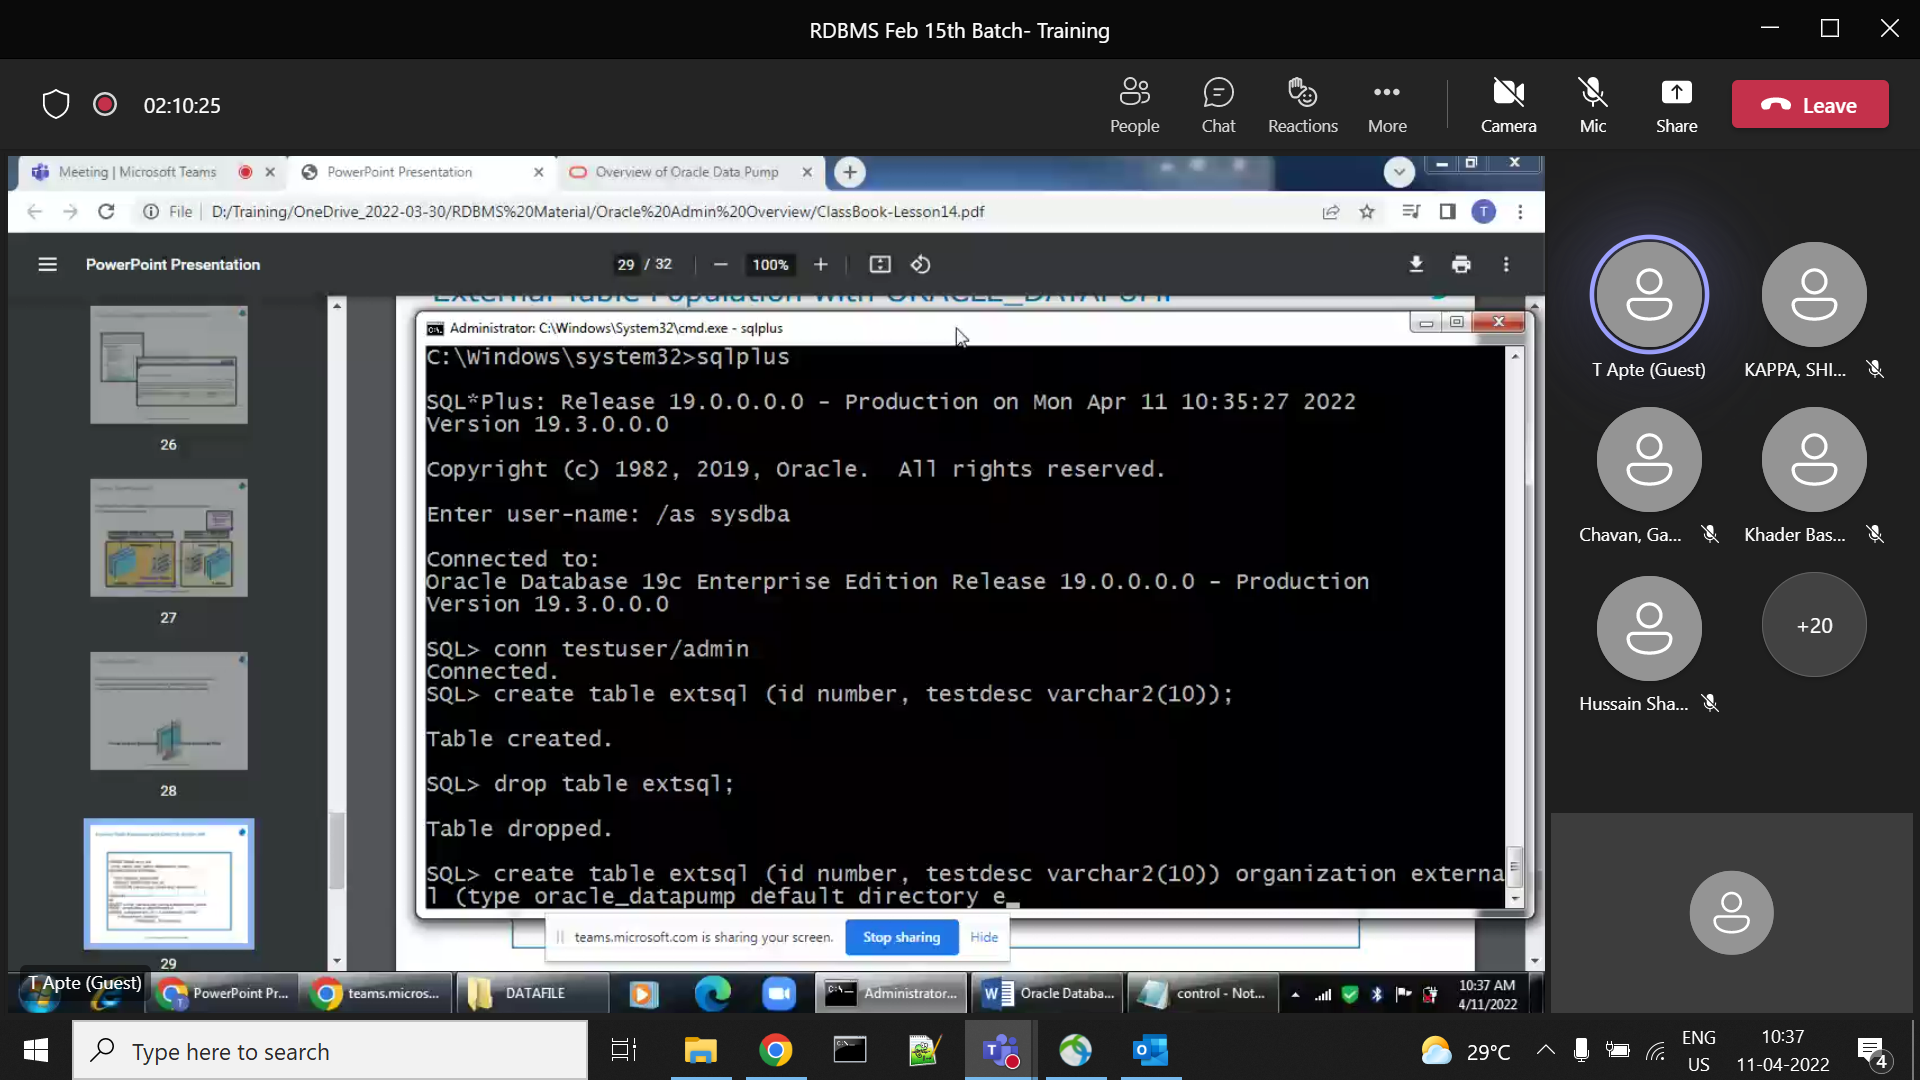 RDBMS Feb 15th Batch- Training
02:10:25
People
Chat
Reactions
More
Camera
Mic
Share
Leave
Meeting | Microsoft Teams
PowerPoint Presentation
Overview of Oracle Data Pump
File
D:/Training/OneDrive_2022-03-30/RDBMS%20Material/Oracle%20Admin%20Overview/ClassBook-Lesson14.pdf
T
PowerPoint Presentation
29 / 32
100%
26
27
28
29
External Table Population with ORACLE_DATAPUMP
Administrator: C:\Windows\System32\cmd.exe - sqlplus
C:\Windows\system32>sqlplus
SQL*Plus: Release 19.0.0.0.0 - Production on Mon Apr 11 10:35:27 2022
Version 19.3.0.0.0
Copyright (c) 1982, 2019, Oracle.  All rights reserved.
Enter user-name: /as sysdba
Connected to:
Oracle Database 19c Enterprise Edition Release 19.0.0.0.0 - Production
Version 19.3.0.0.0
SQL> conn testuser/admin
Connected.
SQL> create table extsql (id number, testdesc varchar2(10));
Table created.
SQL> drop table extsql;
Table dropped.
SQL> create table extsql (id number, testdesc varchar2(10)) organization externa
l (type oracle_datapump default directory e_
teams.microsoft.com is sharing your screen.
Stop sharing
Hide
T Apte (Guest)
PowerPoint Pr...
teams.micros...
DATAFILE
Administrator...
Oracle Databa...
control - Not...
10:37 AM
4/11/2022
T Apte (Guest)
KAPPA, SHI...
Chavan, Ga...
Khader Bas...
Hussain Sha...
+20
Type here to search
29°C
ENG
US
10:37
11-04-2022
4